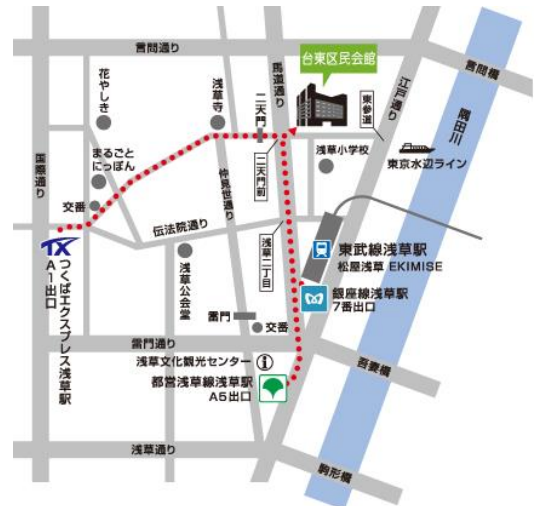 言問通り
台東区民会館
言問橋
馬道通り
江戸通り
花やしき
浅草寺
二天門
東参道
隅田川
国際通り
まるごと
にっぽん
二天門前
浅草小学校
東京水辺ライン
交番
仲見世通り
伝法院通り
TX
つくばエクスプレス浅草駅
A1出口
浅草公会堂
浅草二丁目
東武線浅草駅
松屋浅草 EKIMISE
銀座線浅草駅
7番出口
雷門
交番
雷門通り
浅草文化観光センター
都営浅草線浅草駅
A5出口
吾妻橋
浅草通り
駒形橋